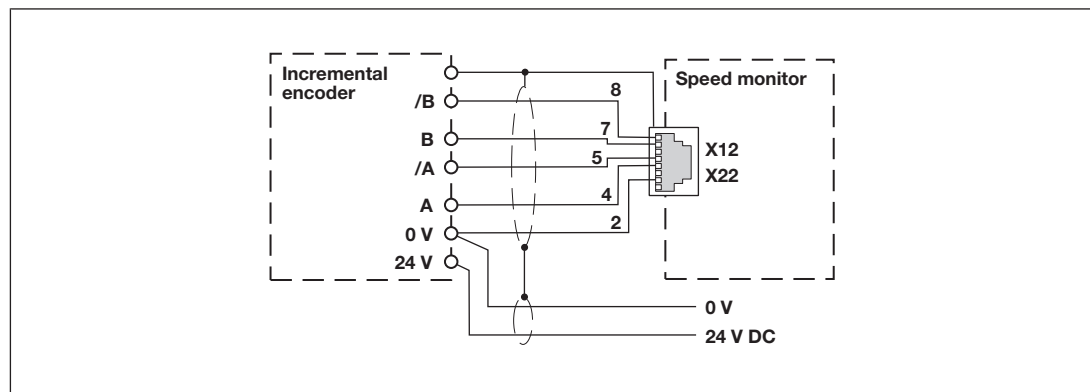 Incremental
encoder
Speed monitor
/B
8
B
7
X12
/A
5
X22
A
4
0 V
2
24 V
0 V
24 V DC